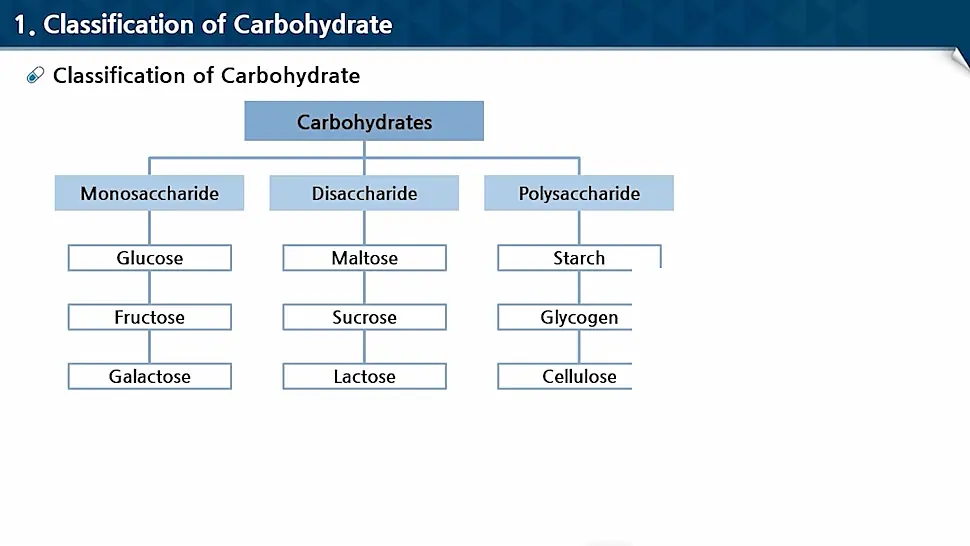 1. Classification of Carbohydrate
Classification of Carbohydrate
Carbohydrates
Monosaccharide Disaccharide Polysaccharide
Glucose Maltose Starch
Fructose Sucrose Glycogen
Galactose Lactose Cellulose